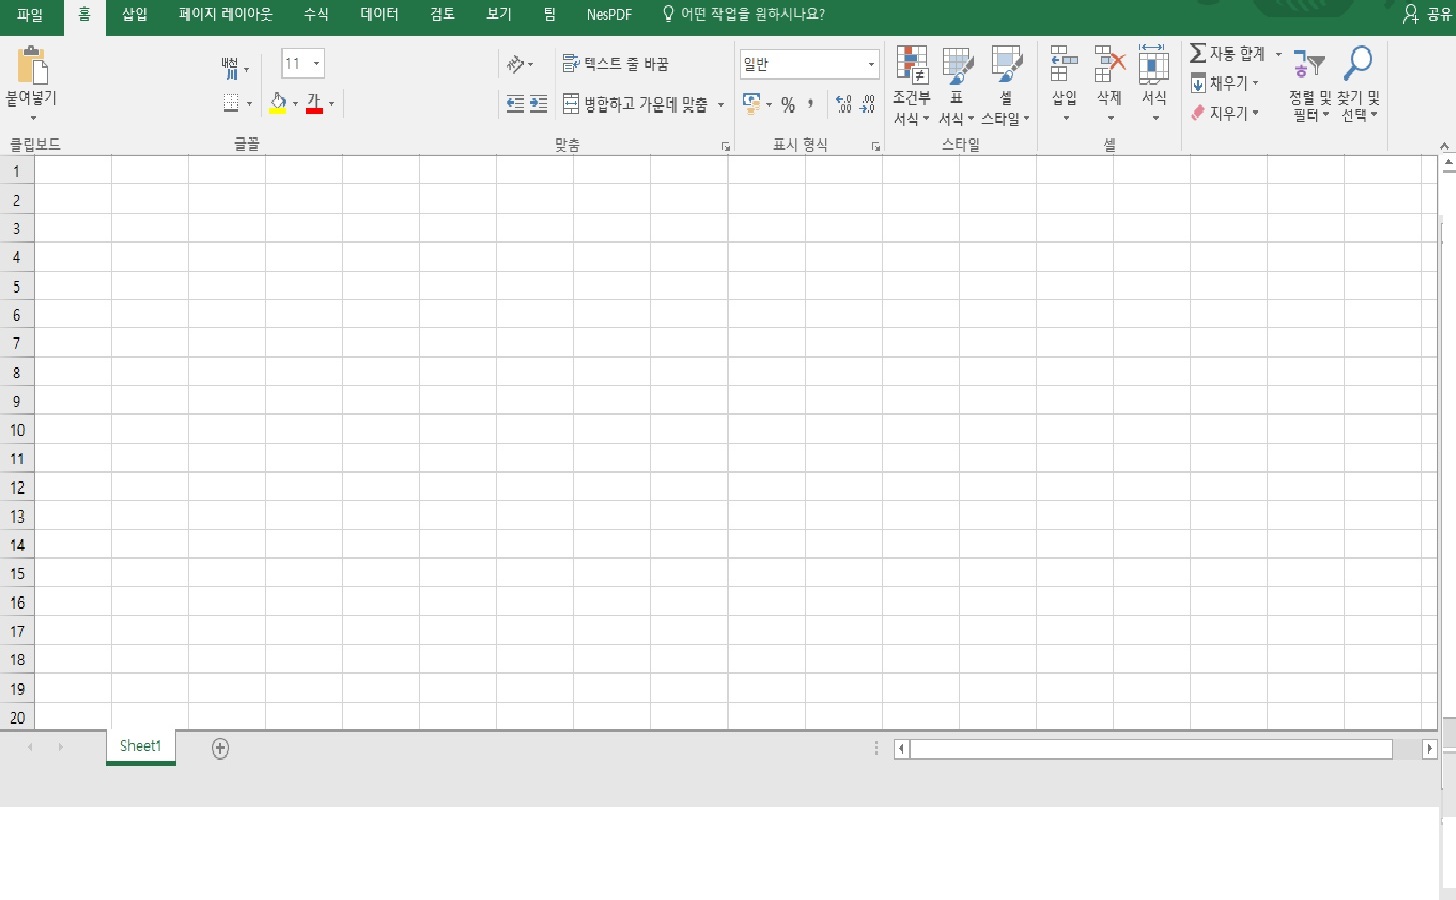 파일 홈 삽입 페이지 레이아웃 수식 데이터 검토 보기 팀 NesPDF 어떤 작업을 원하시나요? 공유
붙여넣기
클립보드
내천 11
가
글꼴
텍스트 줄 바꿈
병합하고 가운데 맞춤
맞춤
일반
% ,
표시 형식
조건부 서식
표 서식
셀 스타일
스타일
삽입 삭제 서식
셀
자동 합계
채우기
지우기
정렬 및 필터
찾기 및 선택
1
2
3
4
5
6
7
8
9
10
11
12
13
14
15
16
17
18
19
20
Sheet1